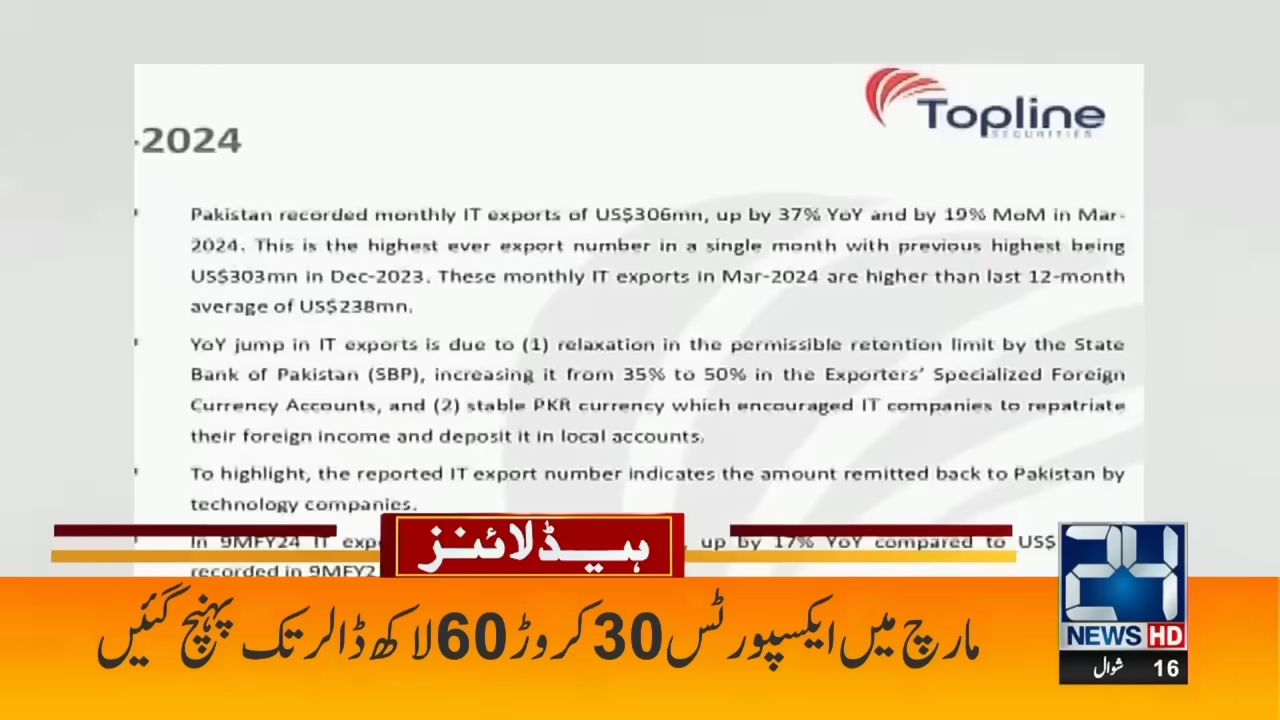 Topline
SECURITIES
-2024
Pakistan recorded monthly IT exports of US$306mn, up by 37% YoY and by 19% MoM in Mar-
2024. This is the highest ever export number in a single month with previous highest being
US$303mn in Dec-2023. These monthly IT exports in Mar-2024 are higher than last 12-month
average of US$238mn.
YoY jump in IT exports is due to (1) relaxation in the permissible retention limit by the State
Bank of Pakistan (SBP), increasing it from 35% to 50% in the Exporters’ Specialized Foreign
Currency Accounts, and (2) stable PKR currency which encouraged IT companies to repatriate
their foreign income and deposit it in local accounts.
To highlight, the reported IT export number indicates the amount remitted back to Pakistan by
technology companies.
In 9MFY24 IT up by 17% YoY compared to US$
recorded in
ہیڈلائنز
مارچ میں ایکسپورٹس 30 کروڑ 60 لاکھ ڈالر تک پہنچ گئیں
24
NEWS HD
16 شوال